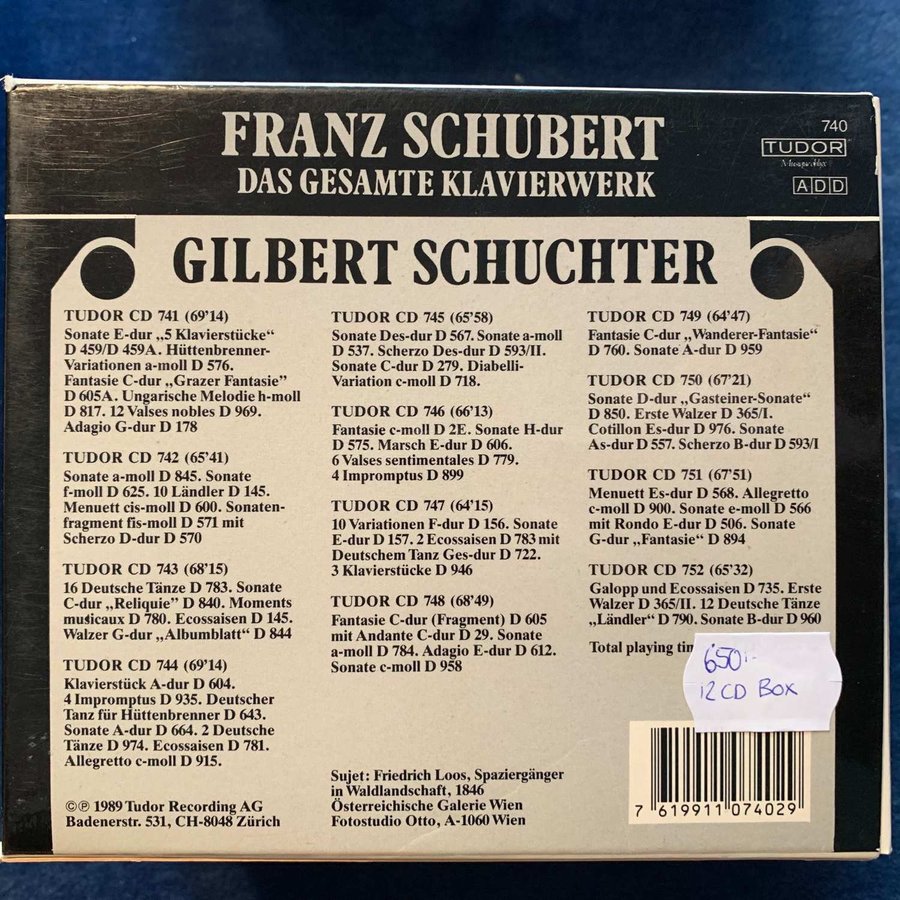 FRANZ SCHUBERT
DAS GESAMTE KLAVIERWERK
740
TUDOR
ADD
GILBERT SCHUCHTER
TUDOR CD 741 (69'14)
Sonate E-dur „5 Klavierstücke“
D 459/D 459A. Hüttenbrenner-
Variationen a-moll D 576.
Fantasie C-dur „Grazer Fantasie”
D 605A. Ungarische Melodie h-moll
D 817. 12 Valses nobles D 969.
Adagio G-dur D 178
TUDOR CD 742 (65'41)
Sonate a-moll D 845. Sonate
f-moll D 625. 10 Ländler D 145.
Menuett cis-moll D 600. Sonaten-
fragment fis-moll D 571 mit
Scherzo D-dur D 570
TUDOR CD 743 (68'15)
16 Deutsche Tänze D 783. Sonate
C-dur „Reliquie” D 840. Moments
musicaux D 780. Ecossaisen D 145.
Walzer G-dur „Albumblatt” D 844
TUDOR CD 744 (69'14)
Klavierstück A-dur D 604.
4 Impromptus D 935. Deutscher
Tanz für Hüttenbrenner D 643.
Sonate A-dur D 664. 2 Deutsche
Tänze D 974. Ecossaisen D 781.
Allegretto c-moll D 915.
©℗ 1989 Tudor Recording AG
Badenerstr. 531, CH-8048 Zürich
TUDOR CD 745 (65'58)
Sonate Des-dur D 567. Sonate a-moll
D 537. Scherzo Des-dur D 593/II.
Sonate C-dur D 279. Diabelli-
Variation c-moll D 718.
TUDOR CD 746 (66'13)
Fantasie c-moll D 2E. Sonate H-dur
D 575. Marsch E-dur D 606.
6 Valses sentimentales D 779.
4 Impromptus D 899
TUDOR CD 747 (64'15)
10 Variationen F-dur D 156. Sonate
E-dur D 157. 2 Ecossaisen D 783 mit
Deutschem Tanz Ges-dur D 722.
3 Klavierstücke D 946
TUDOR CD 748 (68'49)
Fantasie C-dur (Fragment) D 605
mit Andante C-dur D 29. Sonate
a-moll D 784. Adagio E-dur D 612.
Sonate c-moll D 958
Sujet: Friedrich Loos, Spaziergänger
in Waldlandschaft, 1846
Österreichische Galerie Wien
Fotostudio Otto, A-1060 Wien
TUDOR CD 749 (64'47)
Fantasie C-dur „Wanderer-Fantasie“
D 760. Sonate A-dur D 959
TUDOR CD 750 (67'21)
Sonate D-dur „Gasteiner-Sonate”
D 850. Erste Walzer D 365/I.
Cotillon Es-dur D 976. Sonate
As-dur D 557. Scherzo B-dur D 593/I
TUDOR CD 751 (67'51)
Menuett Es-dur D 568. Allegretto
c-moll D 900. Sonate e-moll D 566
mit Rondo E-dur D 506. Sonate
G-dur „Fantasie” D 894
TUDOR CD 752 (65'32)
Galopp und Ecossaisen D 735. Erste
Walzer D 365/II. 12 Deutsche Tänze
„Ländler” D 790. Sonate B-dur D 960
Total playing
650:-
12 CD Box
7 619911 074029